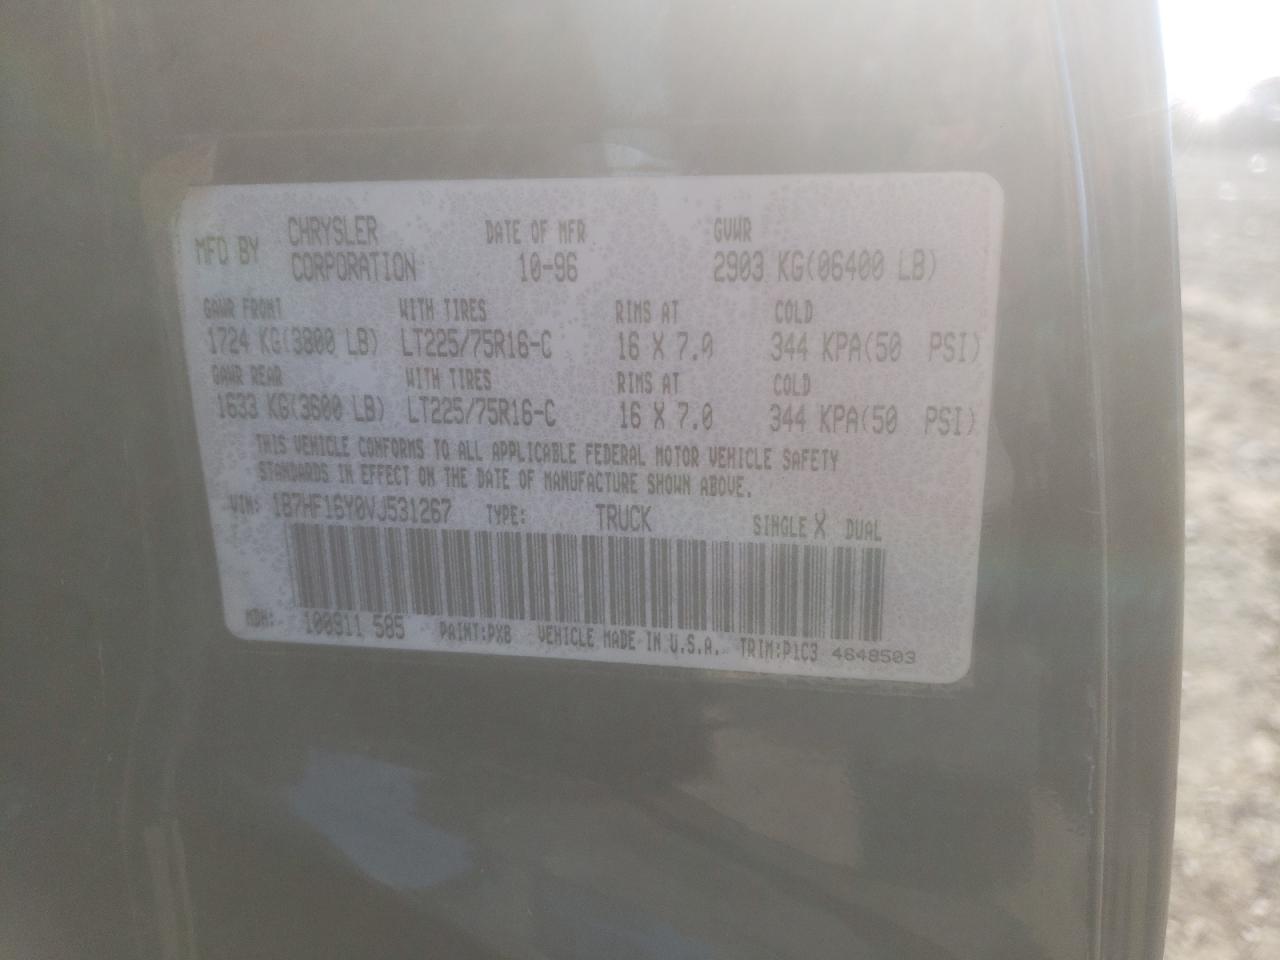 MFD BY CHRYSLER CORPORATION DATE OF MFR 10-96 GVWR 2903 KG(06400 LB)
GAWR FRONT WITH TIRES RIMS AT COLD
1724 KG(3800 LB) LT225/75R16-C 16 X 7.0 344 KPA(50 PSI)
GAWR REAR WITH TIRES RIMS AT COLD
1633 KG(3600 LB) LT225/75R16-C 16 X 7.0 344 KPA(50 PSI)
THIS VEHICLE CONFORMS TO ALL APPLICABLE FEDERAL MOTOR VEHICLE SAFETY
STANDARDS IN EFFECT ON THE DATE OF MANUFACTURE SHOWN ABOVE.
VIN: 1B7HF16Y0VJ531267 TYPE: TRUCK SINGLE X DUAL
MDH: 100911 585 PAINT:PX8 VEHICLE MADE IN U.S.A. TRIM:P1C3 4648503